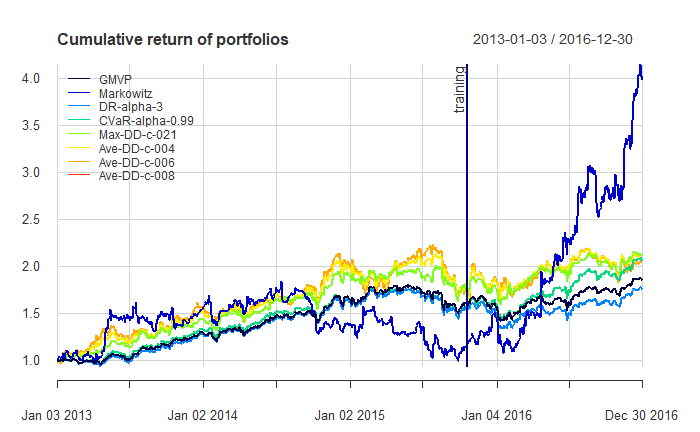 Cumulative return of portfolios
2013-01-03 / 2016-12-30
4.0
3.5
3.0
2.5
2.0
1.5
1.0
GMVP
Markowitz
DR-alpha-3
CVaR-alpha-0.99
Max-DD-c-021
Ave-DD-c-004
Ave-DD-c-006
Ave-DD-c-008
training
Jan 03 2013
Jan 02 2014
Jan 02 2015
Jan 04 2016
Dec 30 2016